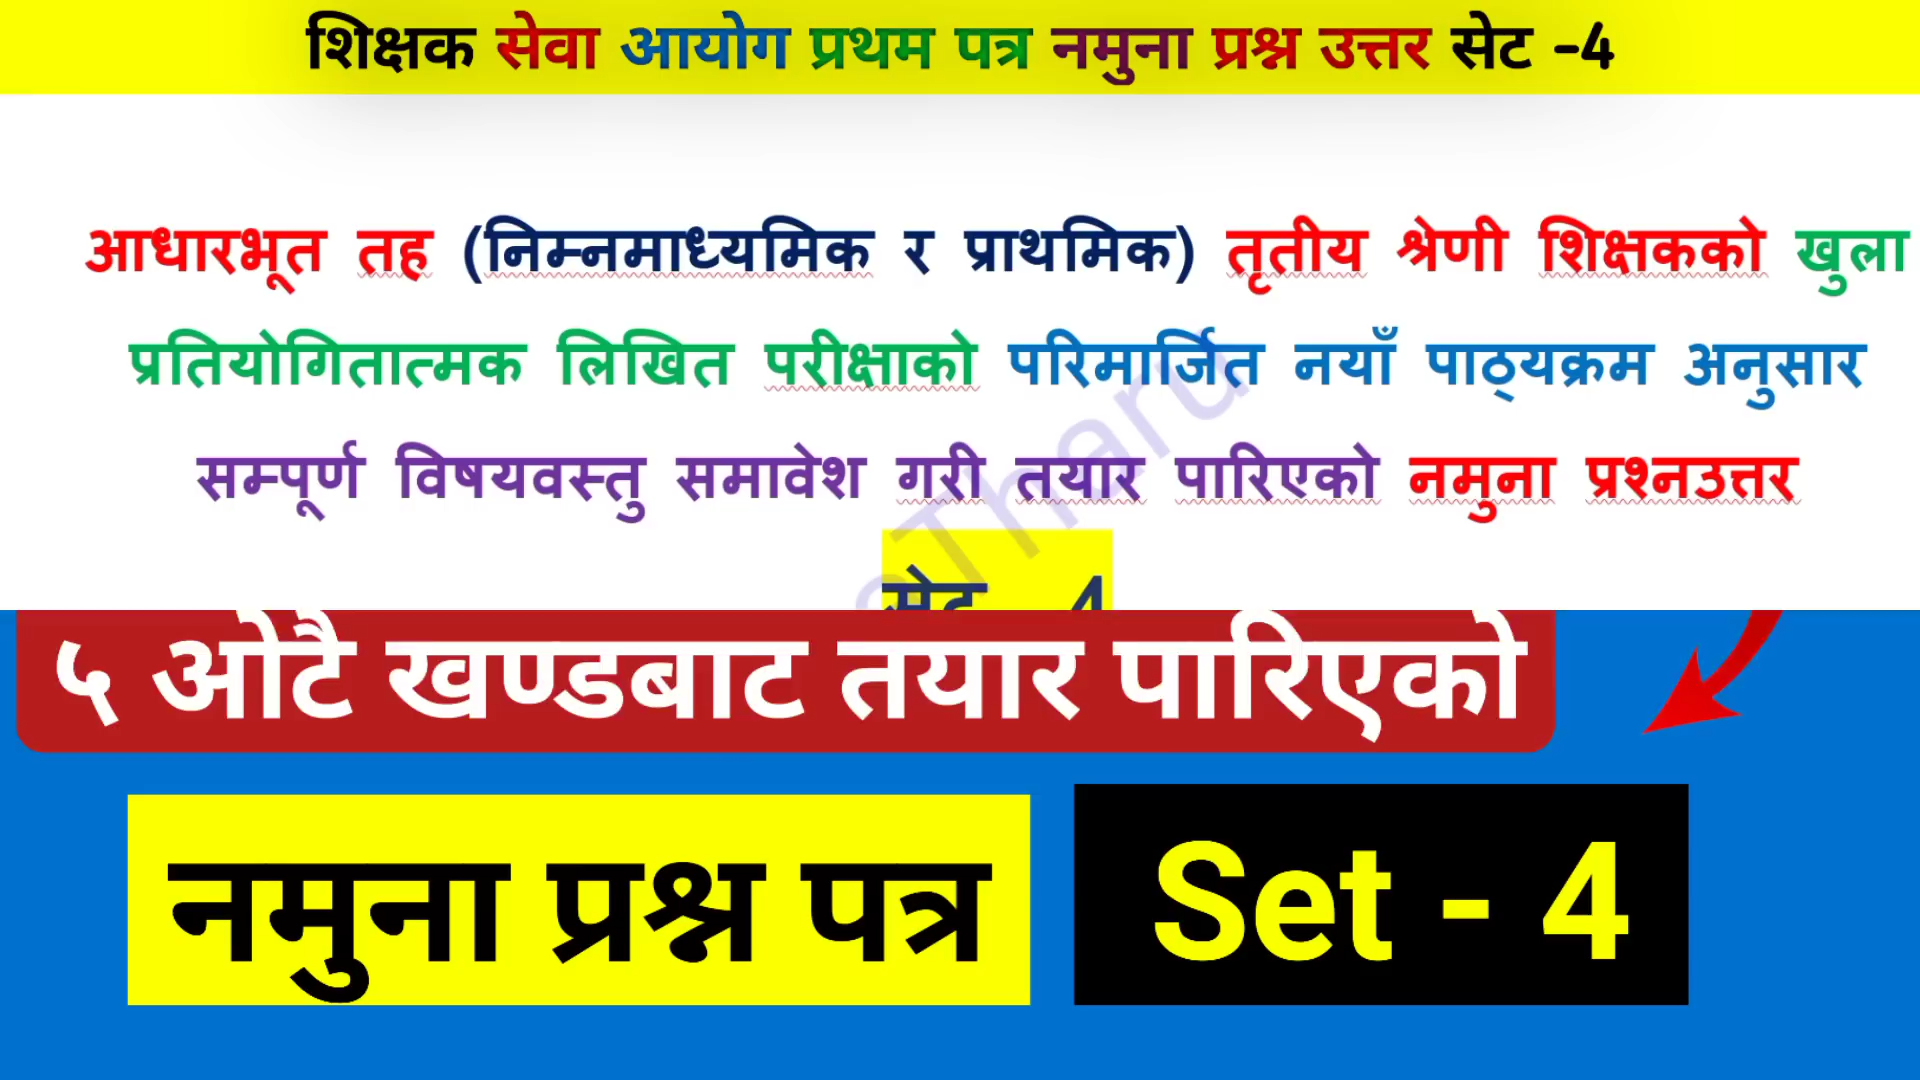 शिक्षक सेवा आयोग प्रथम पत्र नमुना प्रश्न उत्तर सेट -4
आधारभूत तह (निम्नमाध्यमिक र प्राथमिक) तृतीय श्रेणी शिक्षकको खुला
प्रतियोगितात्मक लिखित परीक्षाको परिमार्जित नयाँ पाठ्यक्रम अनुसार
सम्पूर्ण विषयवस्तु समावेश गरी तयार पारिएको नमुना प्रश्नउत्तर
सेट 4
५ ओटै खण्डबाट तयार पारिएको
नमुना प्रश्न पत्र
Set - 4